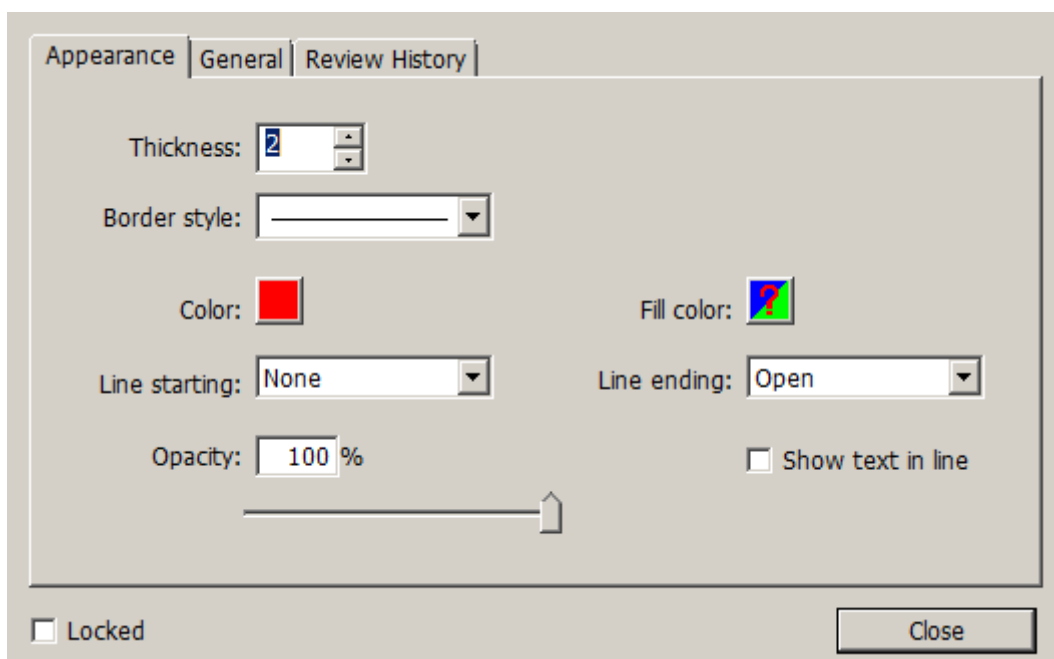 Appearance General Review History
Thickness: 2
Border style:
Color: Fill color: ?
Line starting: None Line ending: Open
Opacity: 100 % Show text in line
Locked Close